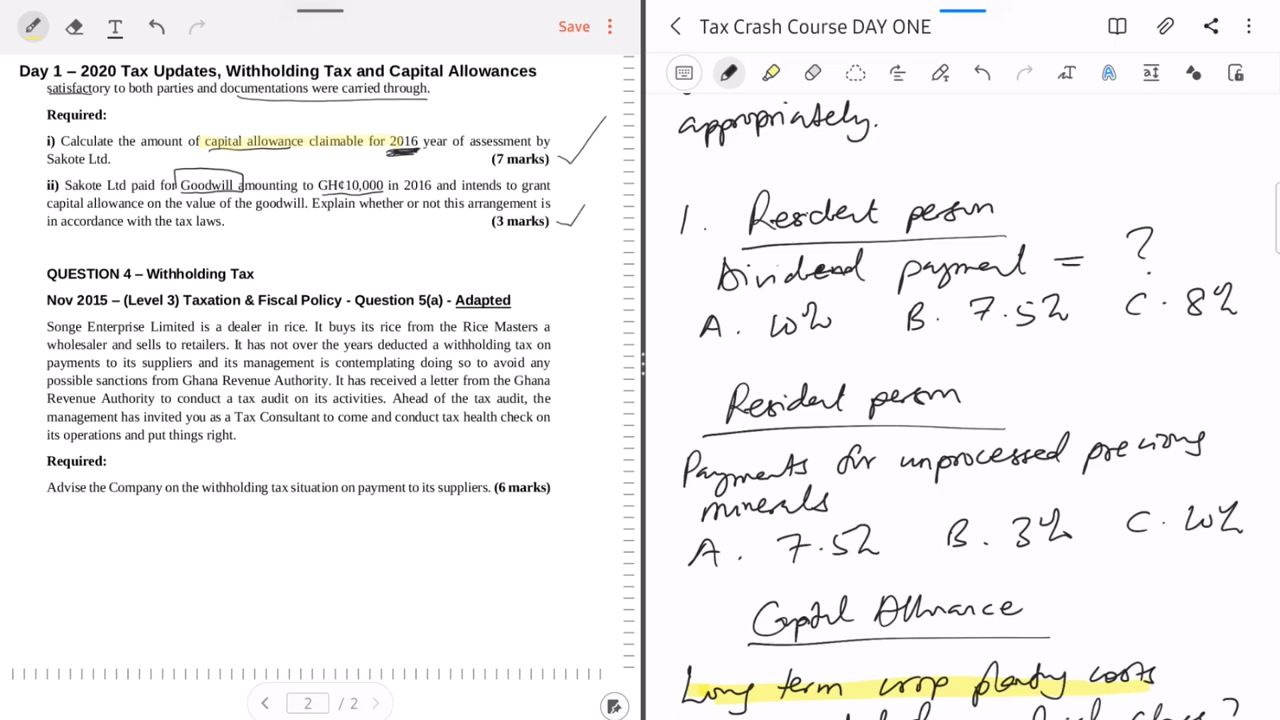 Save
Day 1 – 2020 Tax Updates, Withholding Tax and Capital Allowances
satisfactory to both parties and documentations were carried through.
Required:
i) Calculate the amount of capital allowance claimable for 2016 year of assessment by
Sakote Ltd. (7 marks)
ii) Sakote Ltd paid for Goodwill amounting to GH¢10,000 in 2016 and intends to grant
capital allowance on the value of the goodwill. Explain whether or not this arrangement is
in accordance with the tax laws. (3 marks)
QUESTION 4 – Withholding Tax
Nov 2015 – (Level 3) Taxation & Fiscal Policy - Question 5(a) - Adapted
Songe Enterprise Limited is a dealer in rice. It buys its rice from the Rice Masters a
wholesaler and sells to retailers. It has not over the years deducted a withholding tax on
payments to its suppliers and its management is contemplating doing so to avoid any
possible sanctions from Ghana Revenue Authority. It has received a letter from the Ghana
Revenue Authority to conduct a tax audit on its activities. Ahead of the tax audit, the
management has invited you as a Tax Consultant to come and conduct tax health check on
its operations and put things right.
Required:
Advise the Company on the withholding tax situation on payment to its suppliers. (6 marks)
2 / 2
Tax Crash Course DAY ONE
appropriately.
1. Resident person
Dividend payment = ?
A. 10% B. 7.5% C. 8%
Resident person
Payments for unprocessed precious
minerals
A. 7.5% B. 3% C. 10%
Capital Allowance
Long term crop planting costs